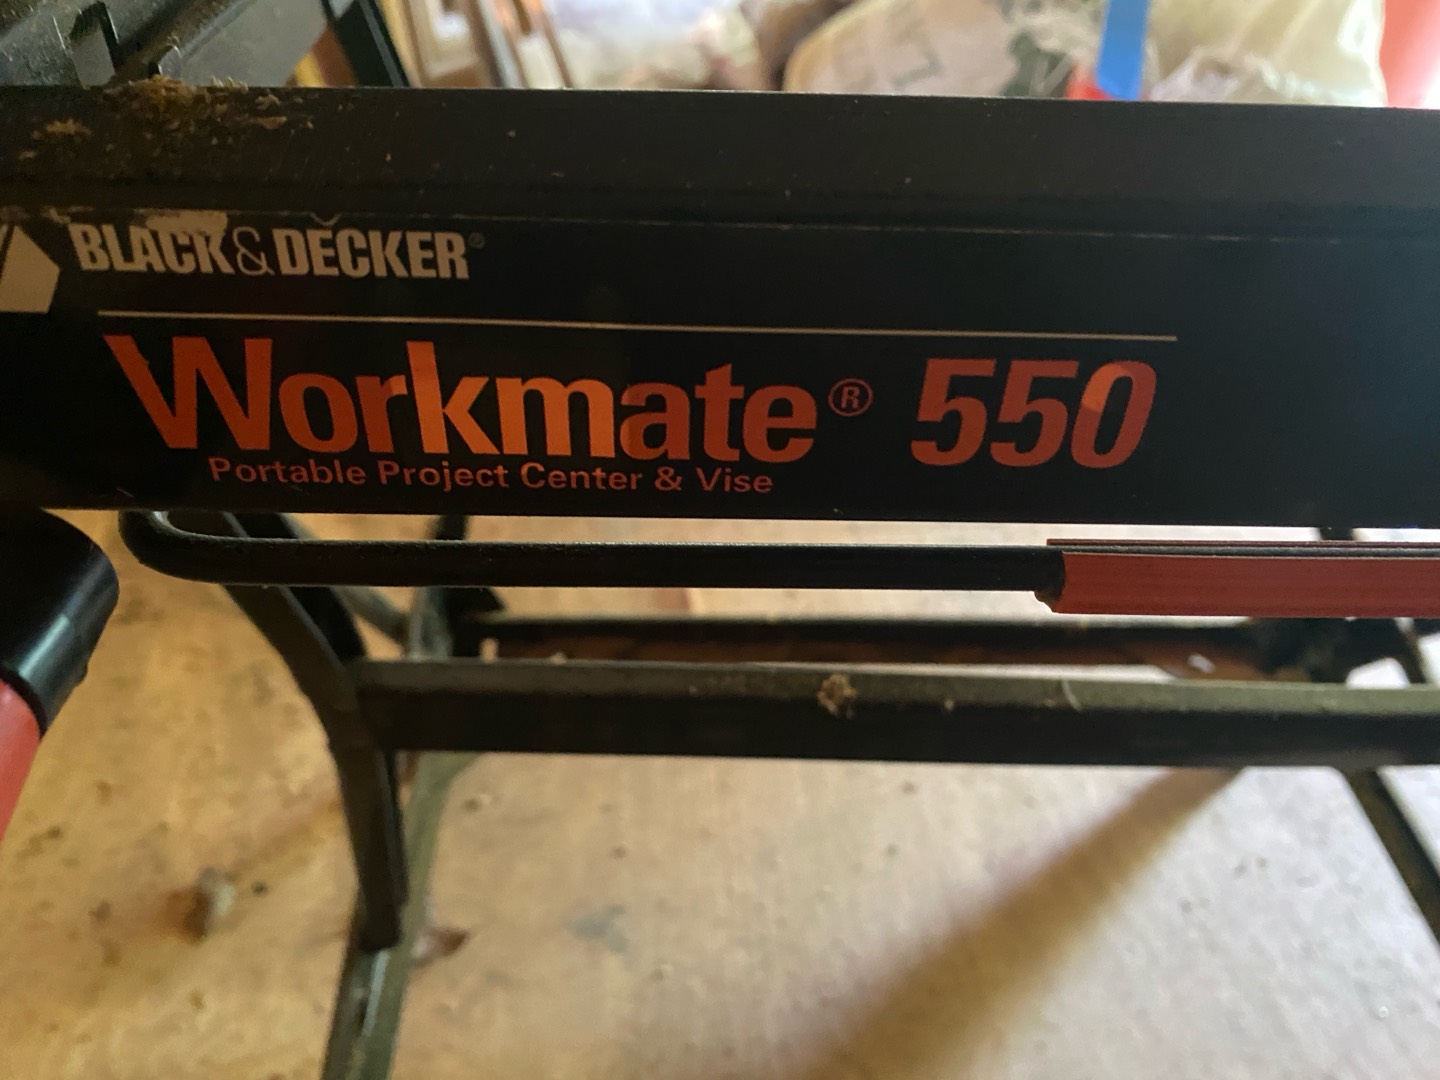 BLACK&DECKER®
Workmate® 550
Portable Project Center & Vise